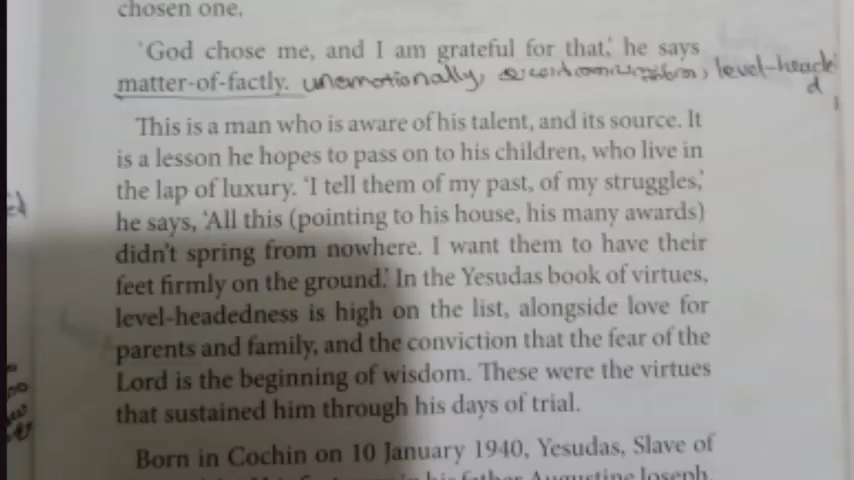 chosen one.
'God chose me, and I am grateful for that,' he says
matter-of-factly. unemotionally, level-headed
This is a man who is aware of his talent, and its source. It
is a lesson he hopes to pass on to his children, who live in
the lap of luxury. 'I tell them of my past, of my struggles,'
he says, 'All this (pointing to his house, his many awards)
didn't spring from nowhere. I want them to have their
feet firmly on the ground.' In the Yesudas book of virtues,
level-headedness is high on the list, alongside love for
parents and family, and the conviction that the fear of the
Lord is the beginning of wisdom. These were the virtues
that sustained him through his days of trial.
Born in Cochin on 10 January 1940, Yesudas, Slave of
his father Augustine Joseph,